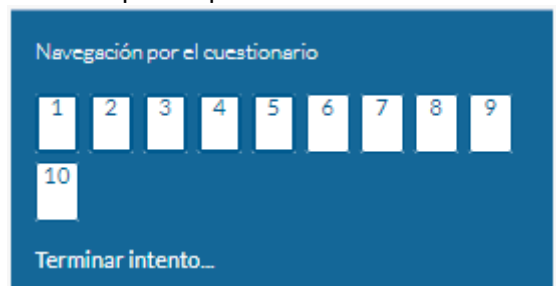 Navegación por el cuestionario
1 2 3 4 5 6 7 8 9
10
Terminar intento...